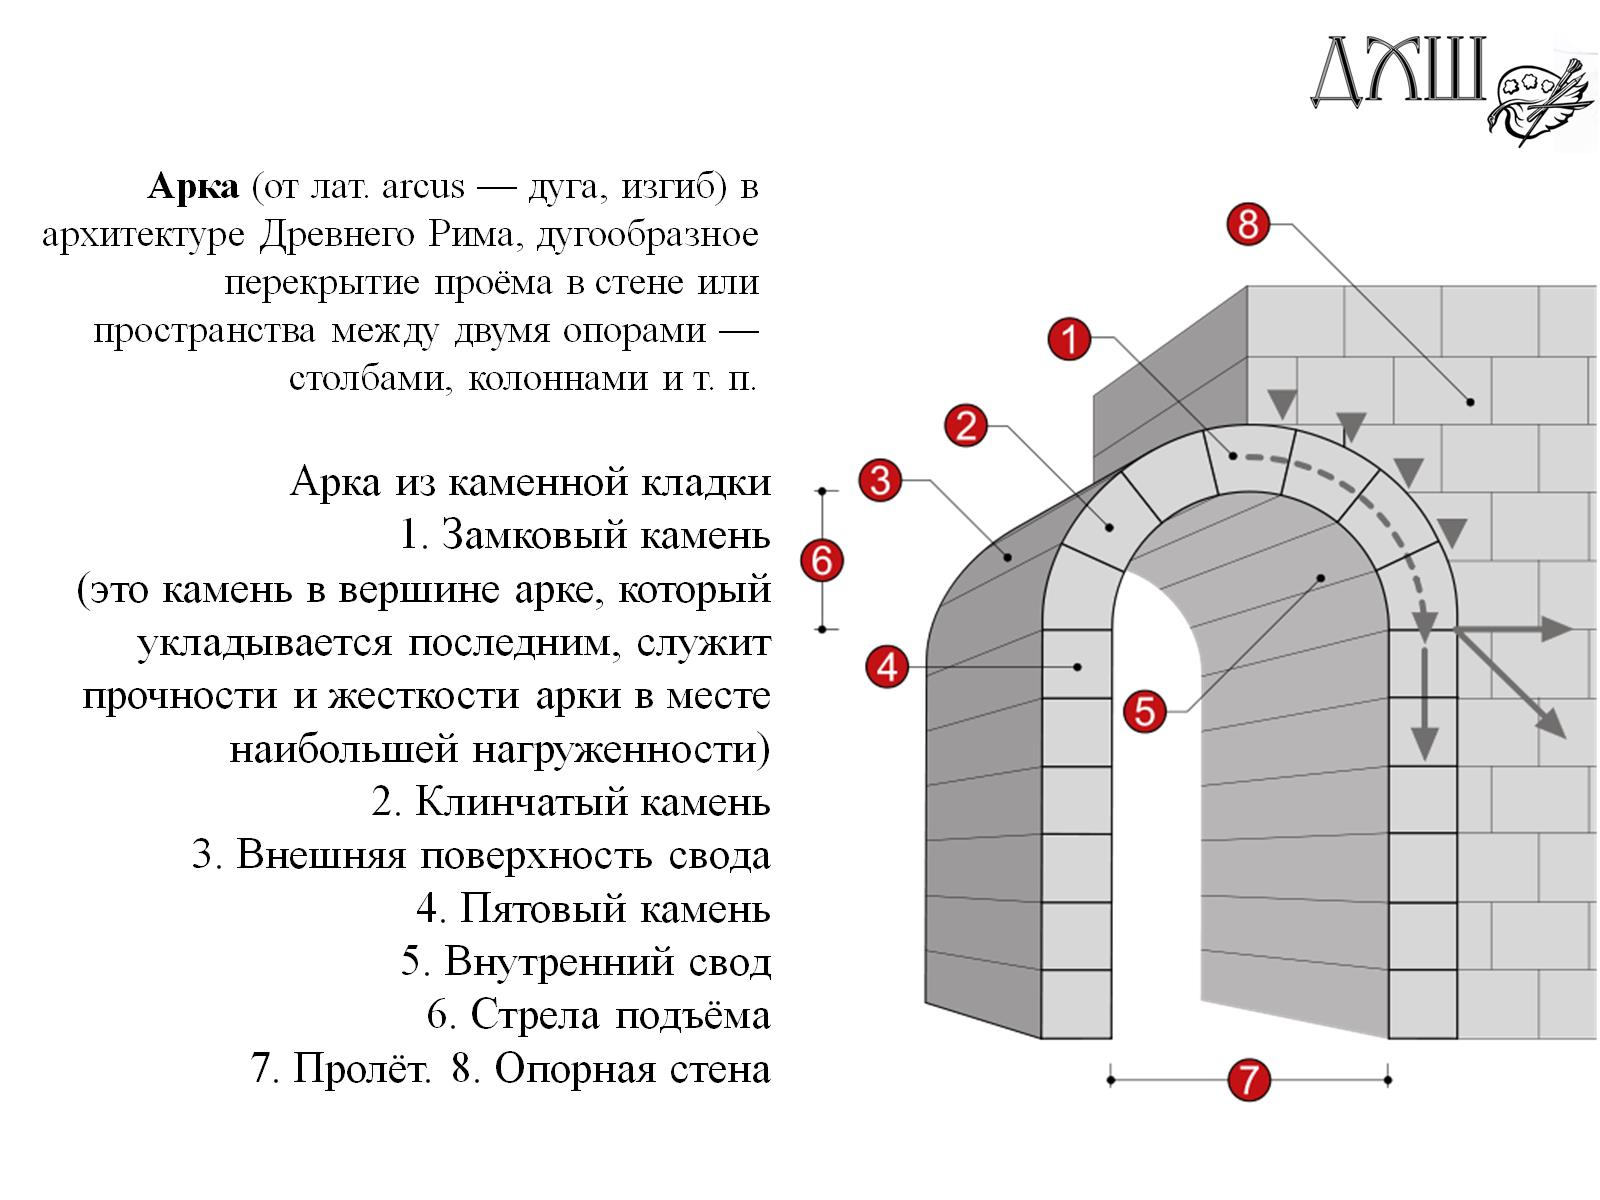 ДХШ
Арка (от лат. arcus — дуга, изгиб) в
архитектуре Древнего Рима, дугообразное
перекрытие проёма в стене или
пространства между двумя опорами —
столбами, колоннами и т. п.
Арка из каменной кладки
1. Замковый камень
(это камень в вершине арке, который
укладывается последним, служит
прочности и жесткости арки в месте
наибольшей нагруженности)
2. Клинчатый камень
3. Внешняя поверхность свода
4. Пятовый камень
5. Внутренний свод
6. Стрела подъёма
7. Пролёт. 8. Опорная стена
8
1
2
3
6
4
5
7